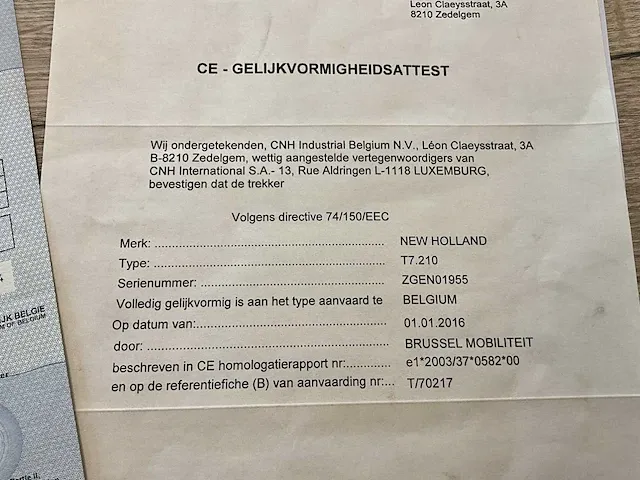 Leon Claeysstraat, 3A
8210 Zedelgem
CE - GELIJKVORMIGHEIDSATTEST
Wij ondergetekenden, CNH Industrial Belgium N.V., Léon Claeysstraat, 3A
B-8210 Zedelgem, wettig aangestelde vertegenwoordigers van
CNH International S.A.- 13, Rue Aldringen L-1118 LUXEMBURG,
bevestigen dat de trekker
Volgens directive 74/150/EEC
Merk: ................................................................ NEW HOLLAND
Type: ................................................................ T7.210
Serienummer: .................................................... ZGEN01955
Volledig gelijkvormig is aan het type aanvaard te BELGIUM
Op datum van:..................................................... 01.01.2016
door: ................................................................. BRUSSEL MOBILITEIT
beschreven in CE homologatierapport nr:............ e1*2003/37*0582*00
en op de referentiefiche (B) van aanvaarding nr:... T/70217
JK BELGIE
OF BELGIUM